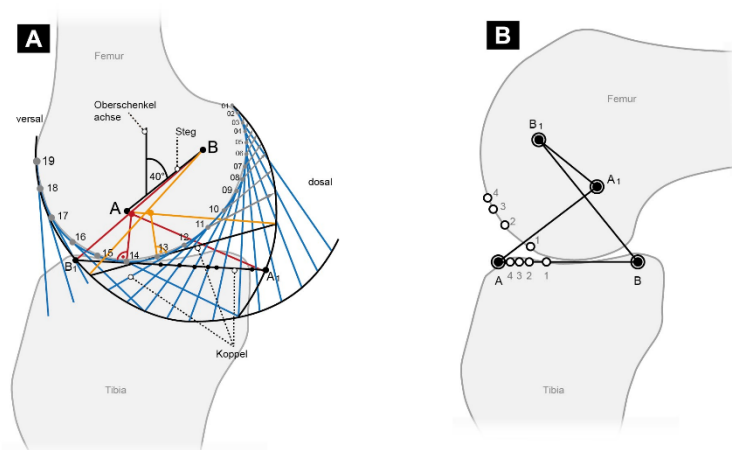 A
Femur
Oberschenkel
achse
Steg
versal
dosal
40°
B
A
B1
A1
01
02
03
04
05
06
07
08
09
10
11
12
13
14
15
16
17
18
19
Koppel
Tibia
B
Femur
B1
A1
4
3
2
1
A
4 3 2 1
B
Tibia